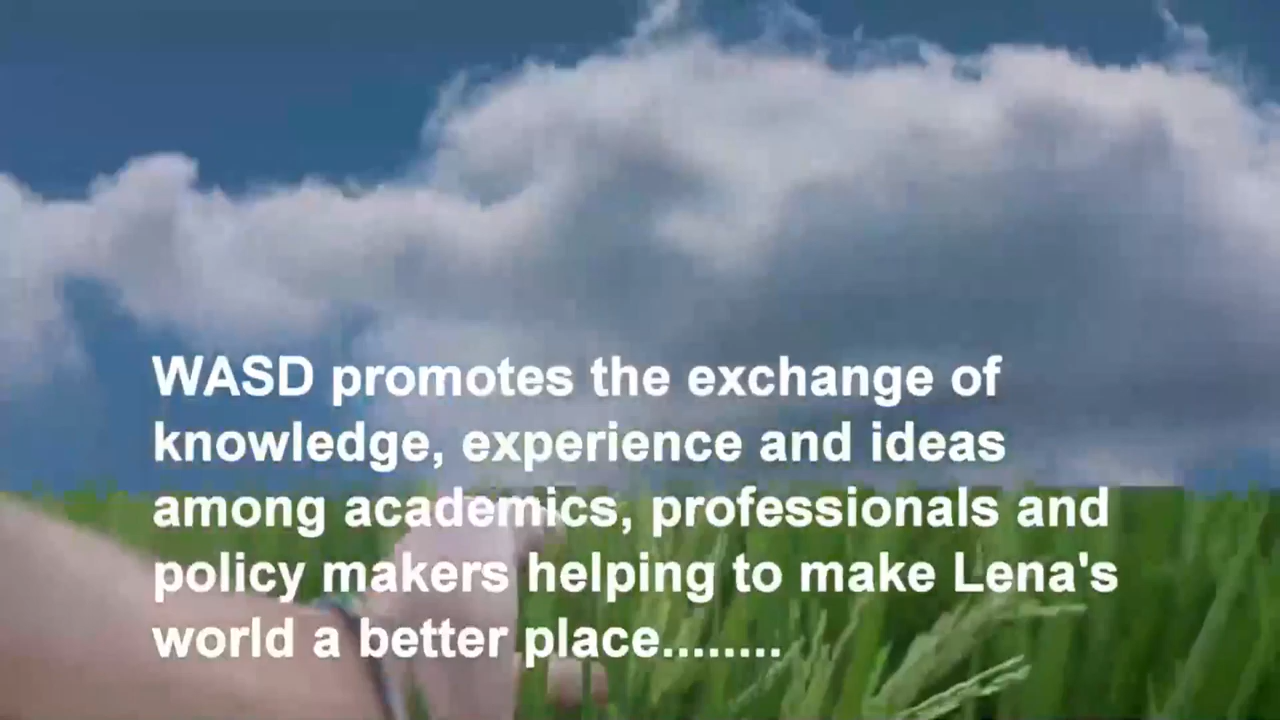 WASD promotes the exchange of
knowledge, experience and ideas
among academics, professionals and
policy makers helping to make Lena's
world a better place........